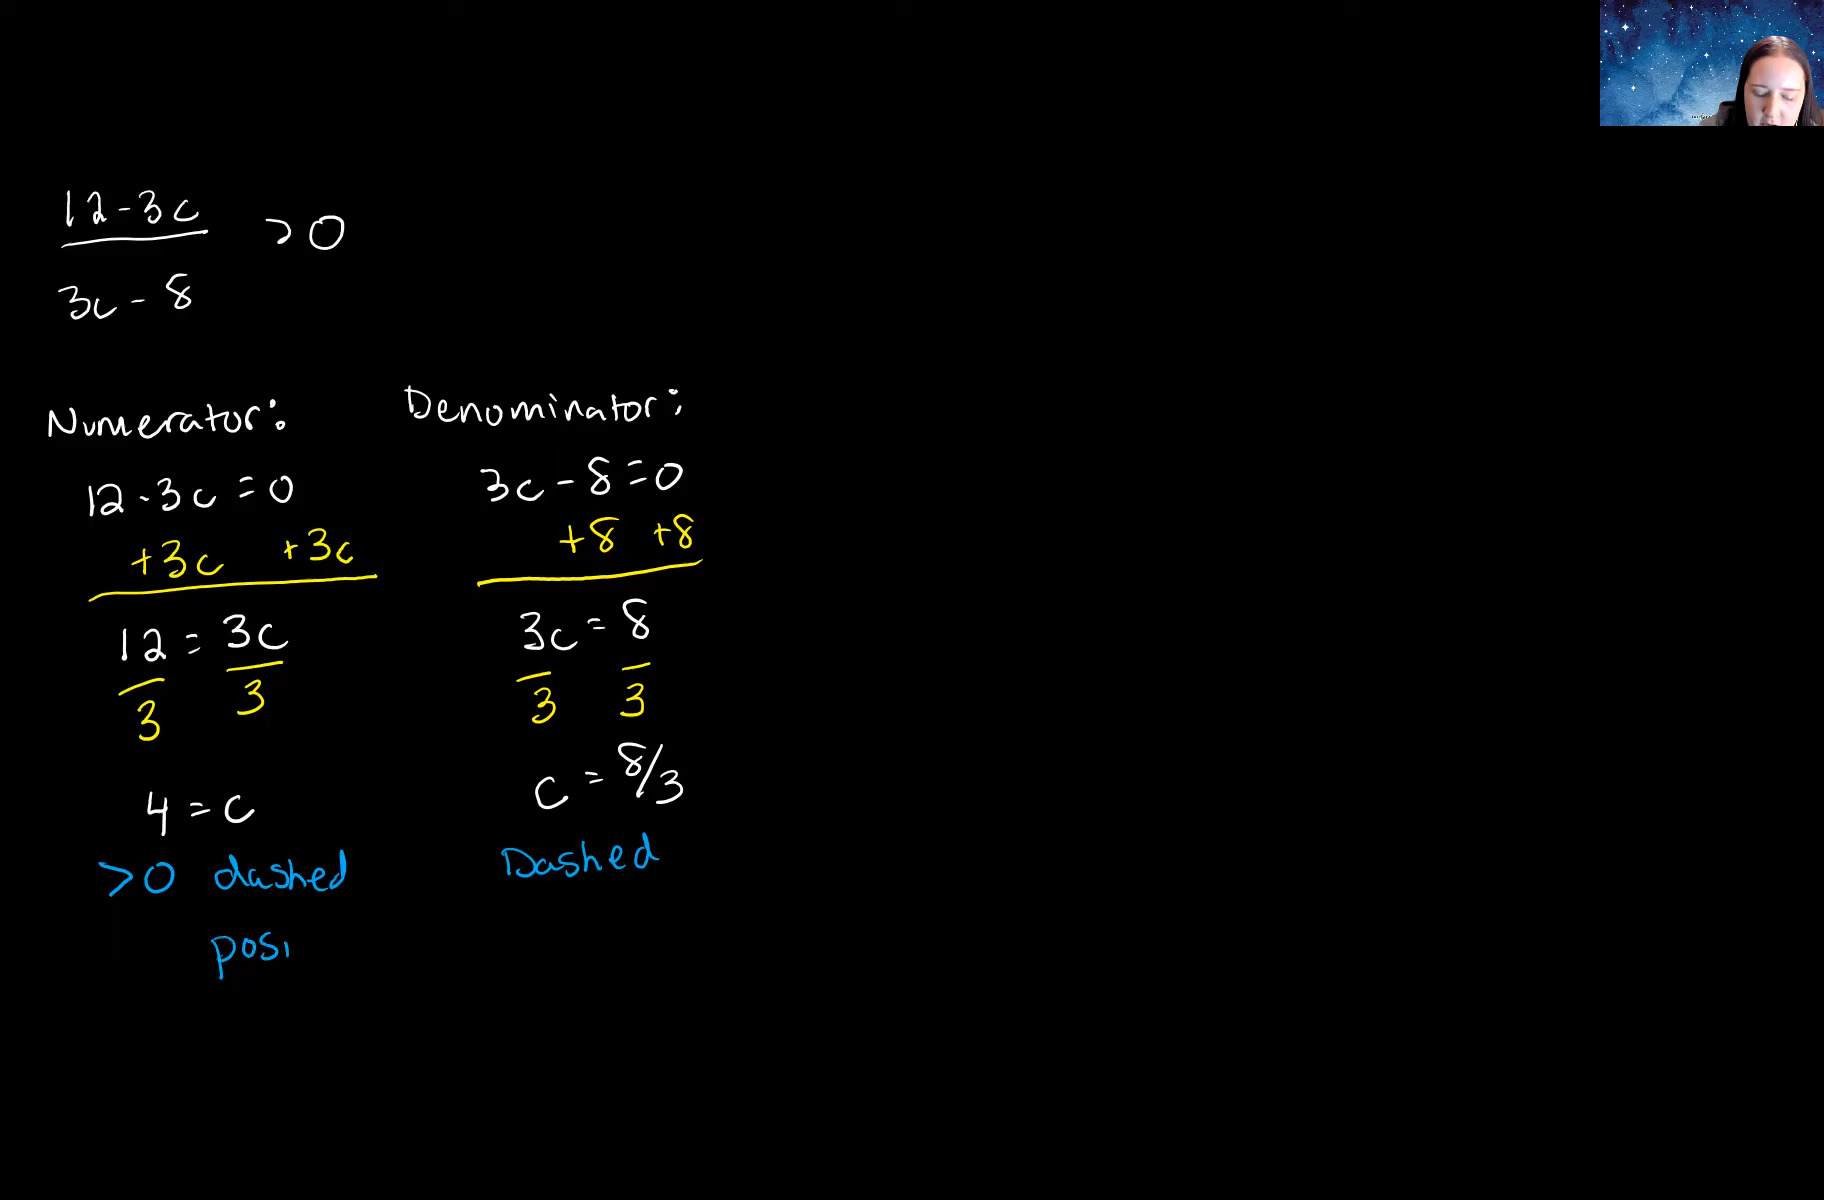 12-3c
3c-8
>0
Numerator:
12-3c=0
+3c +3c
12=3c
3 3
4=c
>0 dashed
posi
Denominator:
3c-8=0
+8 +8
3c=8
3 3
c=8/3
Dashed